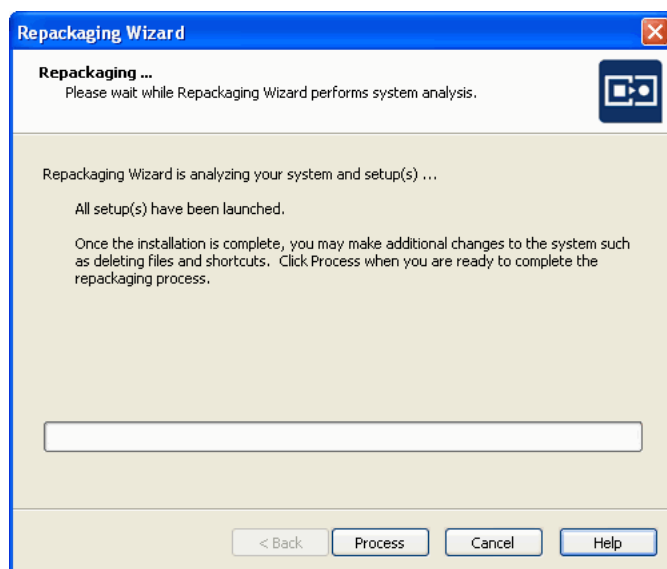 Repackaging Wizard
Repackaging ...
Please wait while Repackaging Wizard performs system analysis.
Repackaging Wizard is analyzing your system and setup(s) ...
All setup(s) have been launched.
Once the installation is complete, you may make additional changes to the system such
as deleting files and shortcuts.  Click Process when you are ready to complete the
repackaging process.
< Back
Process
Cancel
Help